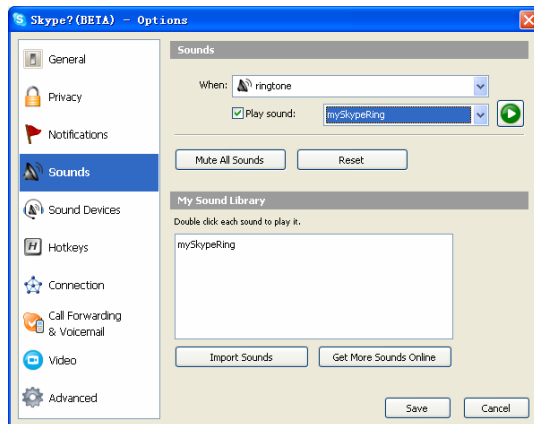 Skype?(BETA) - Options
General
Privacy
Notifications
Sounds
Sound Devices
H Hotkeys
Connection
Call Forwarding
& Voicemail
Video
Advanced
Sounds
When: ringtone
Play sound: mySkypeRing
Mute All Sounds Reset
My Sound Library
Double click each sound to play it.
mySkypeRing
Import Sounds Get More Sounds Online
Save Cancel